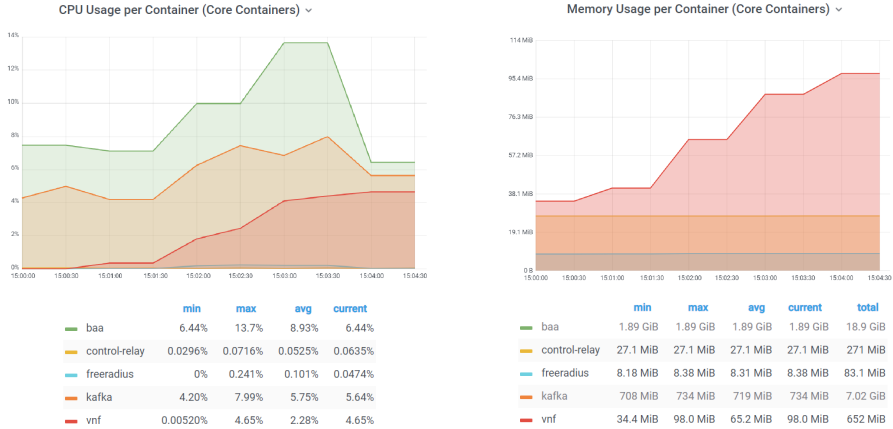 CPU Usage per Container (Core Containers)
14%
12%
10%
8%
6%
4%
2%
0%
15:00:00 15:00:30 15:01:00 15:01:30 15:02:00 15:02:30 15:03:00 15:03:30 15:04:00 15:04:30
min max avg current
baa 6.44% 13.7% 8.93% 6.44%
control-relay 0.0296% 0.0716% 0.0525% 0.0635%
freeradius 0% 0.241% 0.101% 0.0474%
kafka 4.20% 7.99% 5.75% 5.64%
vnf 0.00520% 4.65% 2.28% 4.65%
Memory Usage per Container (Core Containers)
114 MiB
95.4 MiB
76.3 MiB
57.2 MiB
38.1 MiB
19.1 MiB
0 B
15:00:00 15:00:30 15:01:00 15:01:30 15:02:00 15:02:30 15:03:00 15:03:30 15:04:00 15:04:30
min max avg current total
baa 1.89 GiB 1.89 GiB 1.89 GiB 1.89 GiB 18.9 GiB
control-relay 27.1 MiB 27.1 MiB 27.1 MiB 27.1 MiB 271 MiB
freeradius 8.18 MiB 8.38 MiB 8.31 MiB 8.38 MiB 83.1 MiB
kafka 708 MiB 734 MiB 719 MiB 734 MiB 7.02 GiB
vnf 34.4 MiB 98.0 MiB 65.2 MiB 98.0 MiB 652 MiB